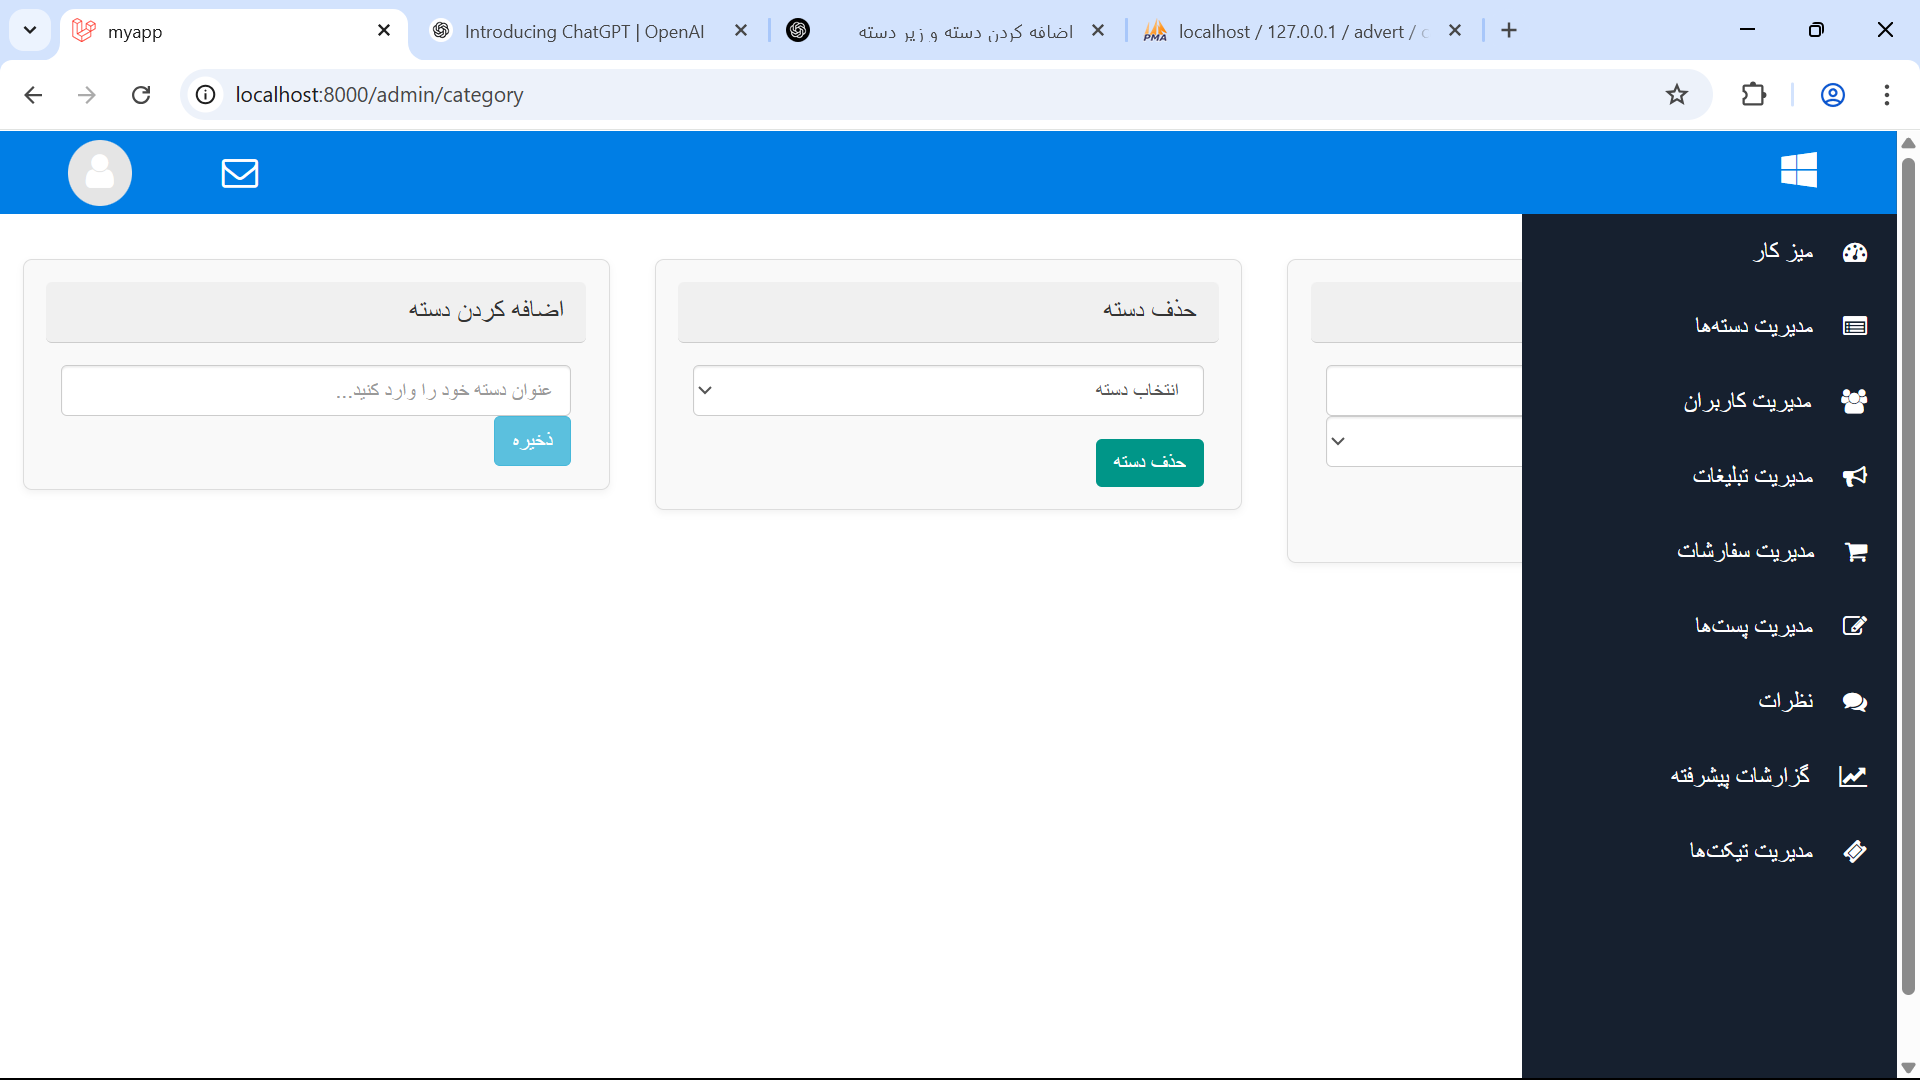 myapp
Introducing ChatGPT | OpenAI
اضافه کردن دسته و زیر دسته
localhost / 127.0.0.1 / advert / c
localhost:8000/admin/category
میز کار
مدیریت دسته‌ها
مدیریت کاربران
مدیریت تبلیغات
مدیریت سفارشات
مدیریت پست‌ها
نظرات
گزارشات پیشرفته
مدیریت تیکت‌ها
حذف دسته
انتخاب دسته
حذف دسته
اضافه کردن دسته
عنوان دسته خود را وارد کنید...
ذخیره
PMA